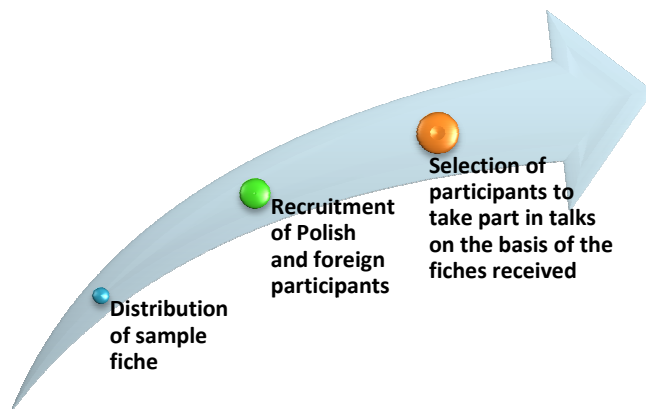 Distribution
of sample
fiche
Recruitment
of Polish
and foreign
participants
Selection of
participants to
take part in talks
on the basis of the
fiches received